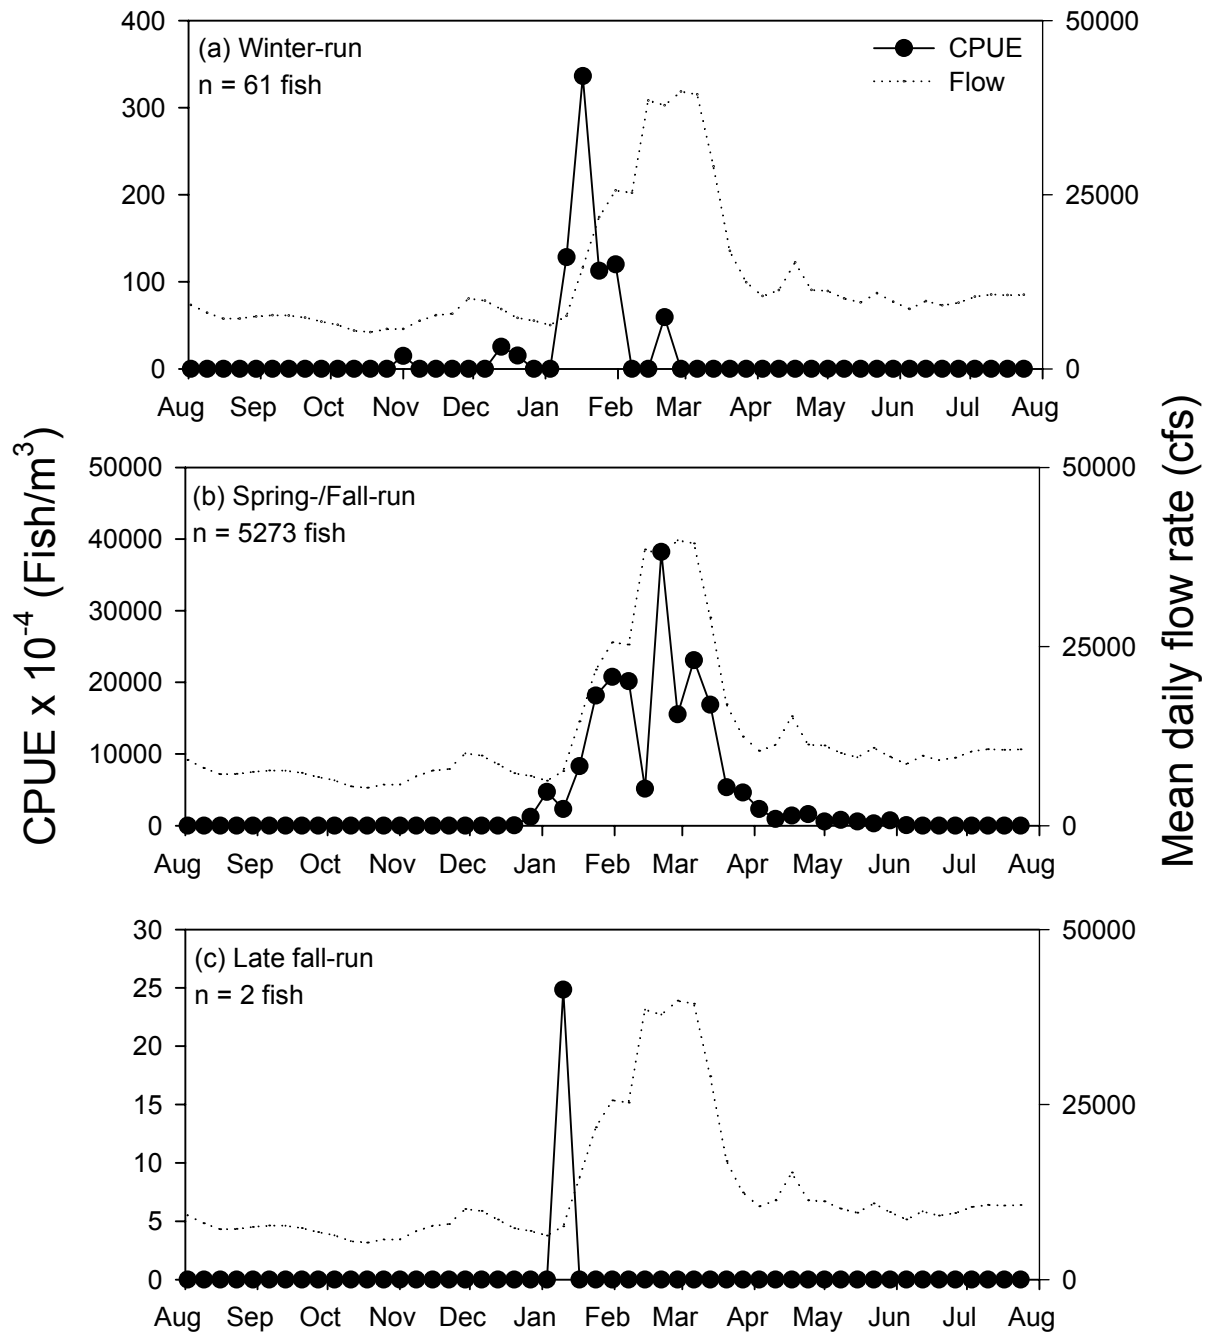 CPUE x 10-4 (Fish/m3)
Mean daily flow rate (cfs)
(a) Winter-run
n = 61 fish
CPUE
Flow
400
300
200
100
0
50000
25000
0
Aug Sep Oct Nov Dec Jan Feb Mar Apr May Jun Jul Aug
(b) Spring-/Fall-run
n = 5273 fish
50000
40000
30000
20000
10000
0
50000
25000
0
Aug Sep Oct Nov Dec Jan Feb Mar Apr May Jun Jul Aug
(c) Late fall-run
n = 2 fish
30
25
20
15
10
5
0
50000
25000
0
Aug Sep Oct Nov Dec Jan Feb Mar Apr May Jun Jul Aug